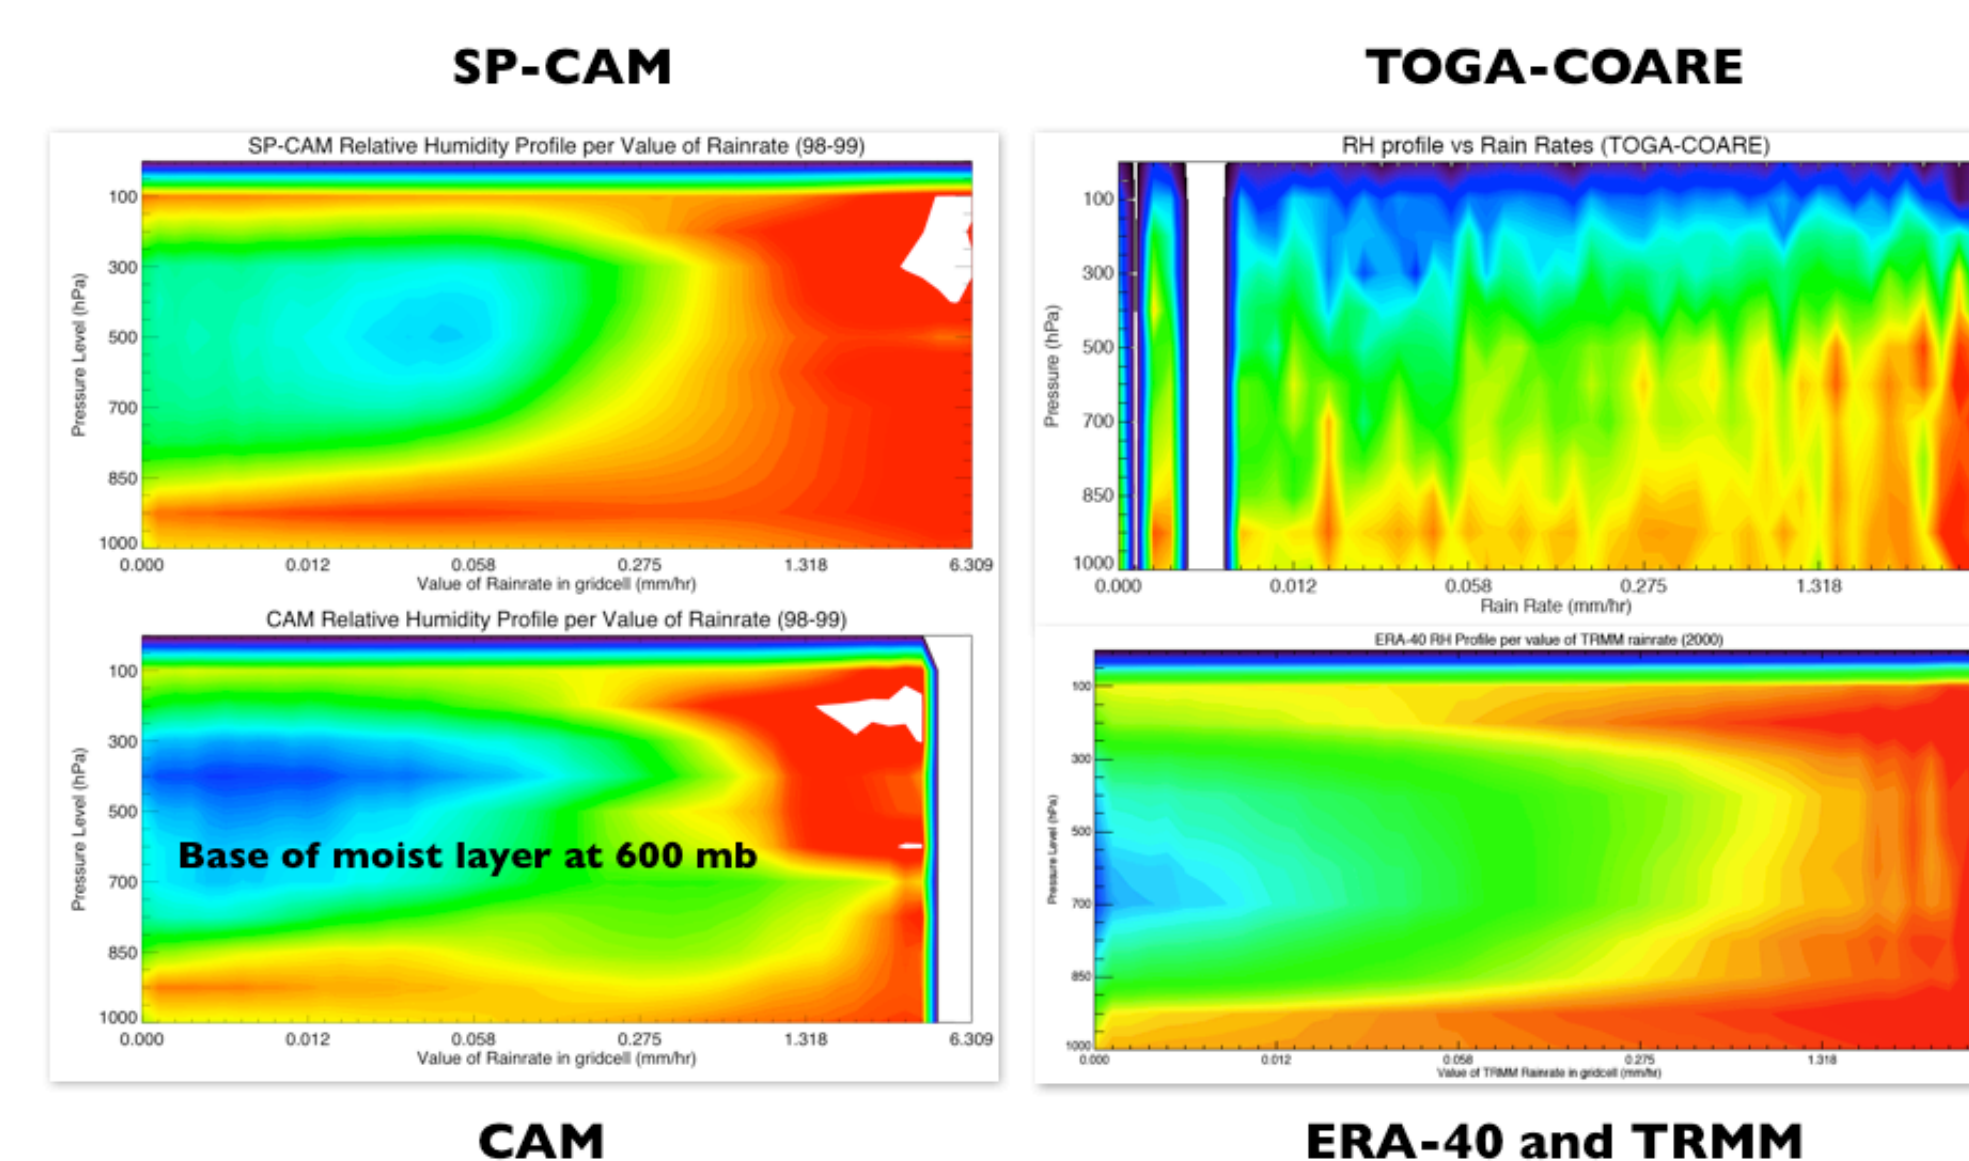 SP-CAM
TOGA-COARE
SP-CAM Relative Humidity Profile per Value of Rainrate (98-99)
Pressure Level (hPa)
100
300
500
700
850
1000
0.000 0.012 0.058 0.275 1.318 6.309
Value of Rainrate in gridcell (mm/hr)
RH profile vs Rain Rates (TOGA-COARE)
Pressure (hPa)
100
300
500
700
850
1000
0.000 0.012 0.058 0.275 1.318
Rain Rate (mm/hr)
CAM Relative Humidity Profile per Value of Rainrate (98-99)
Pressure Level (hPa)
100
300
500
Base of moist layer at 600 mb
700
850
1000
0.000 0.012 0.058 0.275 1.318 6.309
Value of Rainrate in gridcell (mm/hr)
ERA-40 RH Profile per value of TRMM rainrate (2000)
Pressure Level (hPa)
100
300
500
700
850
1000
0.000 0.012 0.058 0.275 1.318
Value of TRMM Rainrate in gridcell (mm/hr)
CAM
ERA-40 and TRMM